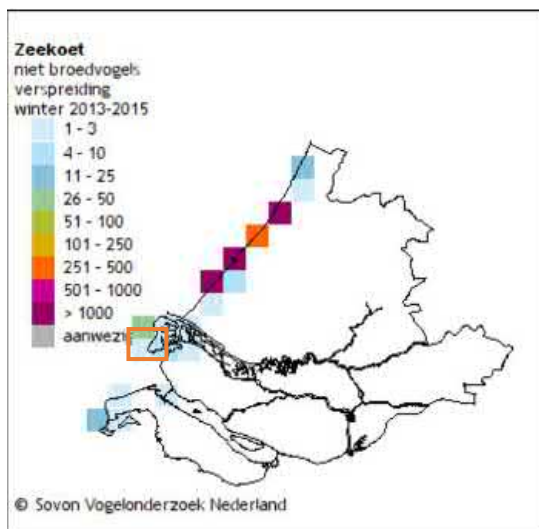 Zeekoet
niet broedvogels
verspreiding
winter 2013-2015
1 - 3
4 - 10
11 - 25
26 - 50
51 - 100
101 - 250
251 - 500
501 - 1000
> 1000
© Sovon Vogelonderzoek Nederland